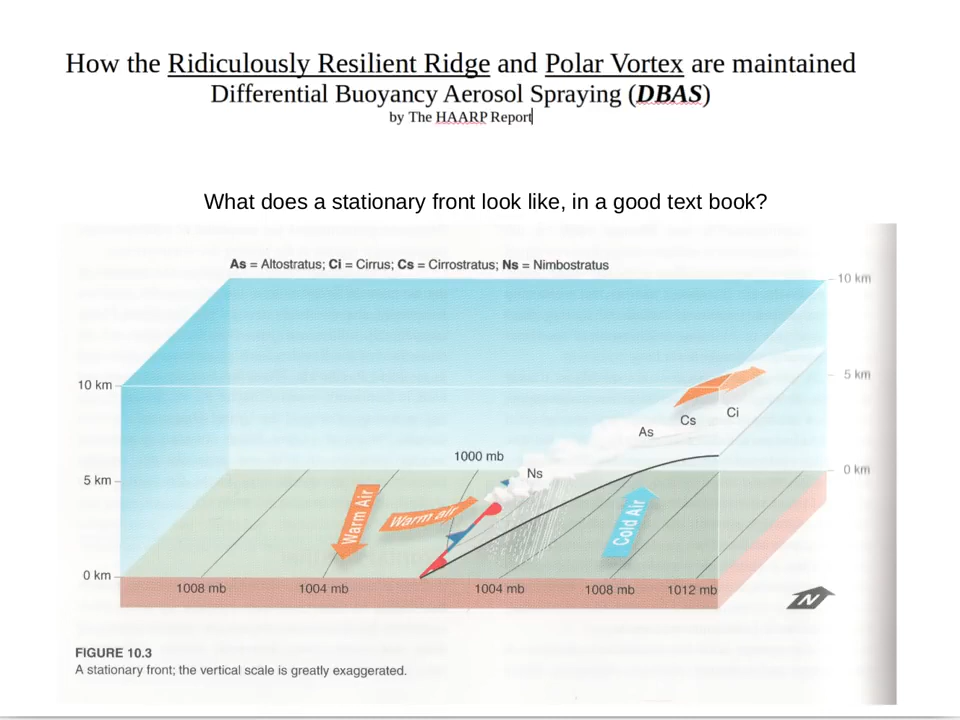 How the Ridiculously Resilient Ridge and Polar Vortex are maintained
Differential Buoyancy Aerosol Spraying (DBAS)
by The HAARP Report
What does a stationary front look like, in a good text book?
As = Altostratus; Ci = Cirrus; Cs = Cirrostratus; Ns = Nimbostratus
10 km
10 km
5 km
Ci
Cs
As
1000 mb
Ns
0 km
5 km
Warm Air
Warm air
Cold Air
0 km
1008 mb
1004 mb
1004 mb
1008 mb
1012 mb
N
FIGURE 10.3
A stationary front; the vertical scale is greatly exaggerated.